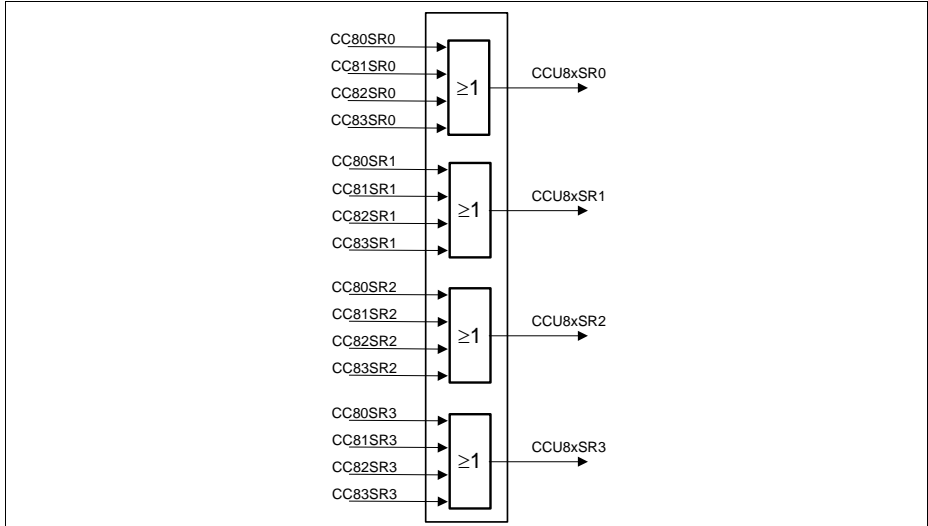 CC80SR0
CC81SR0
CC82SR0
CC83SR0
≥1
CCU8xSR0
CC80SR1
CC81SR1
CC82SR1
CC83SR1
≥1
CCU8xSR1
CC80SR2
CC81SR2
CC82SR2
CC83SR2
≥1
CCU8xSR2
CC80SR3
CC81SR3
CC82SR3
CC83SR3
≥1
CCU8xSR3